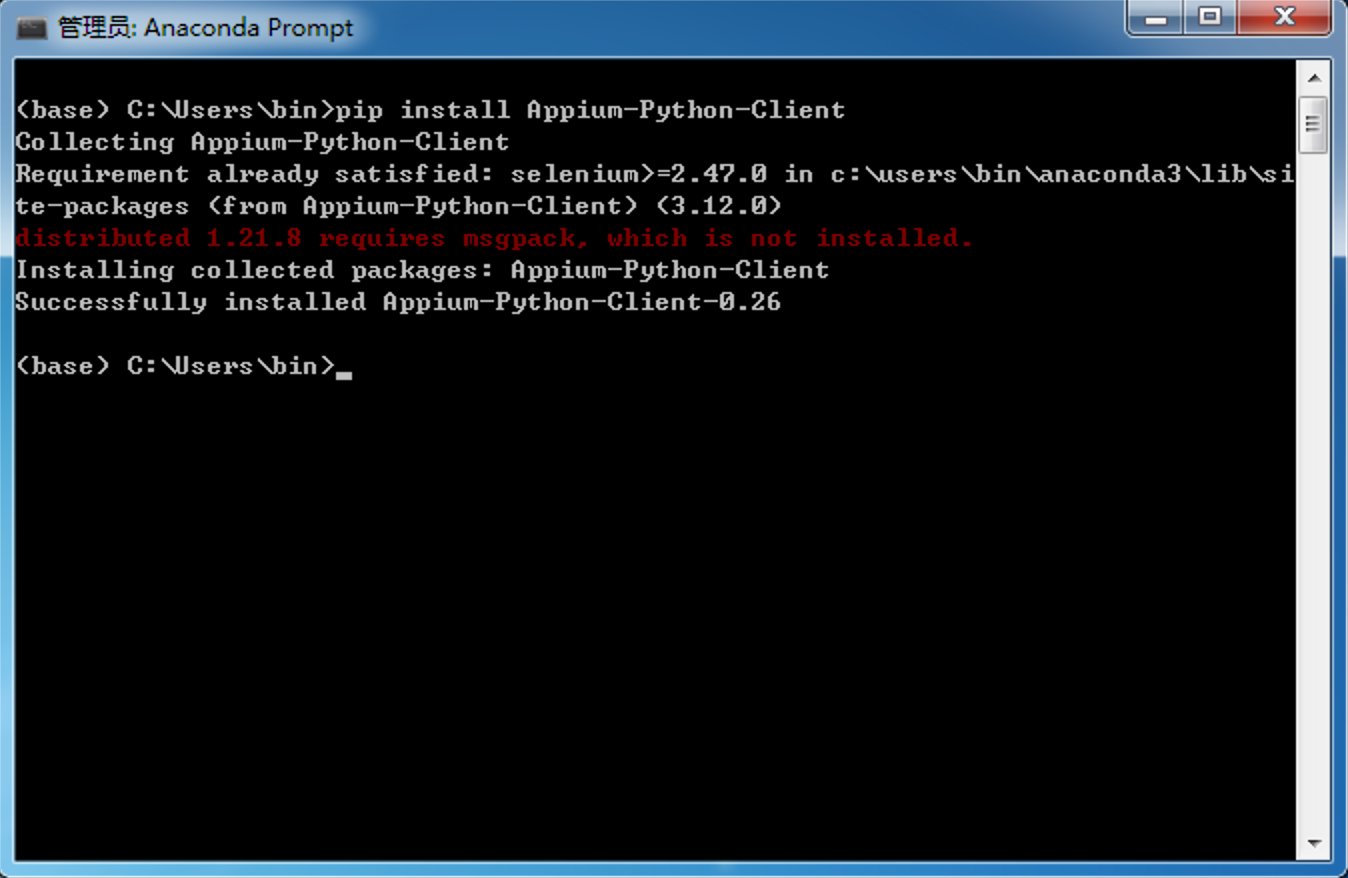 管理员: Anaconda Prompt
(base) C:\Users\bin>pip install Appium-Python-Client
Collecting Appium-Python-Client
Requirement already satisfied: selenium>=2.47.0 in c:\users\bin\anaconda3\lib\si
te-packages (from Appium-Python-Client) (3.12.0)
distributed 1.21.8 requires msgpack, which is not installed.
Installing collected packages: Appium-Python-Client
Successfully installed Appium-Python-Client-0.26
(base) C:\Users\bin>